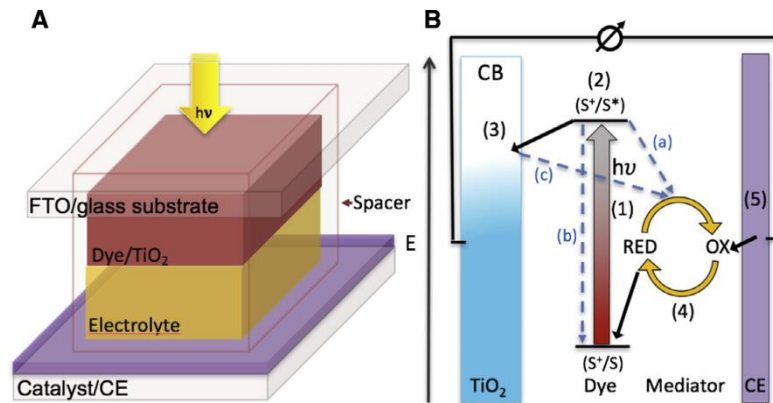 A
hν
FTO/glass substrate
Spacer
Dye/TiO₂
Electrolyte
Catalyst/CE
B
E
CB
(2)
(S⁺/S*)
(3)
(a)
hυ
(c)
(1)
(5)
(b)
RED
OX
(4)
(S⁺/S)
TiO₂
Dye
Mediator
CE